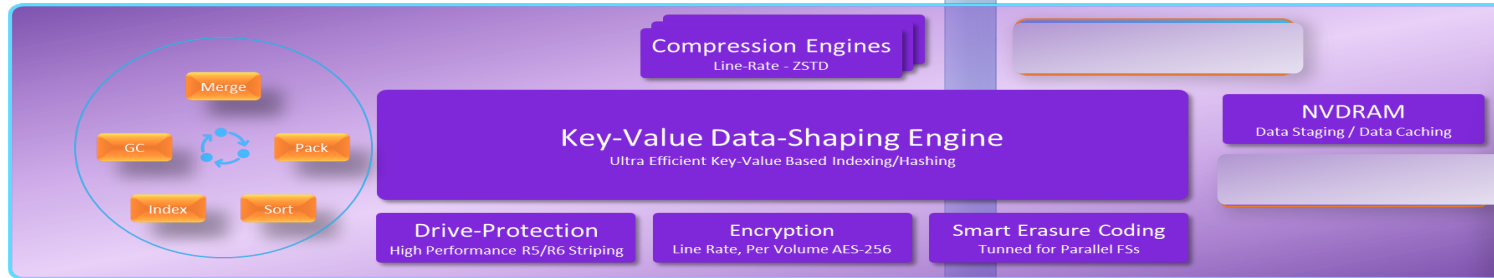 Compression Engines
Line-Rate - ZSTD
Merge
GC
Pack
Index
Sort
Key-Value Data-Shaping Engine
Ultra Efficient Key-Value Based Indexing/Hashing
NVDRAM
Data Staging / Data Caching
Drive-Protection
High Performance R5/R6 Striping
Encryption
Line Rate, Per Volume AES-256
Smart Erasure Coding
Tunned for Parallel FSs